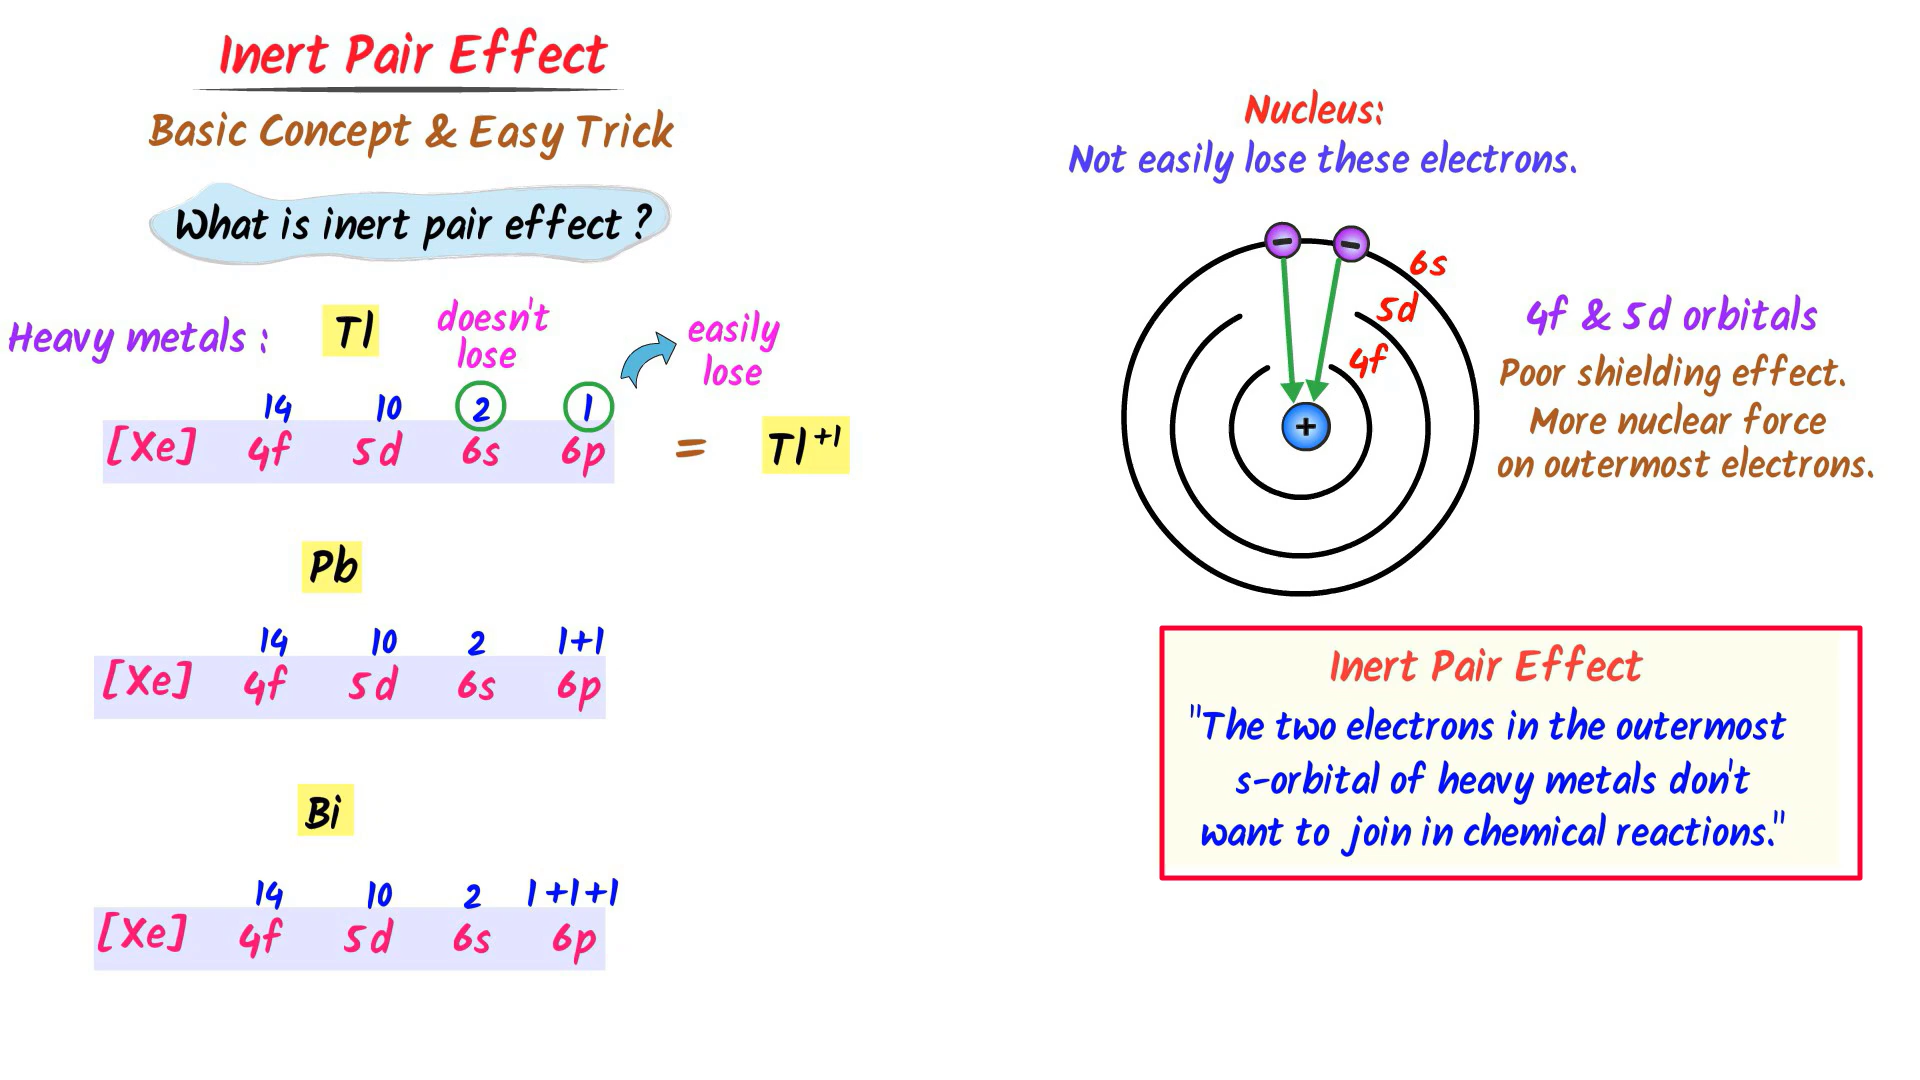 Inert Pair Effect
Basic Concept & Easy Trick
What is inert pair effect ?
Heavy metals :
Tl
doesn't
lose
easily
lose
14 10 2 1
[Xe] 4f 5d 6s 6p = Tl+1
Pb
14 10 2 1+1
[Xe] 4f 5d 6s 6p
Bi
14 10 2 1+1+1
[Xe] 4f 5d 6s 6p
Nucleus:
Not easily lose these electrons.
− −
6s
5d
4f
+
4f & 5d orbitals
Poor shielding effect.
More nuclear force
on outermost electrons.
Inert Pair Effect
"The two electrons in the outermost
s-orbital of heavy metals don't
want to join in chemical reactions."